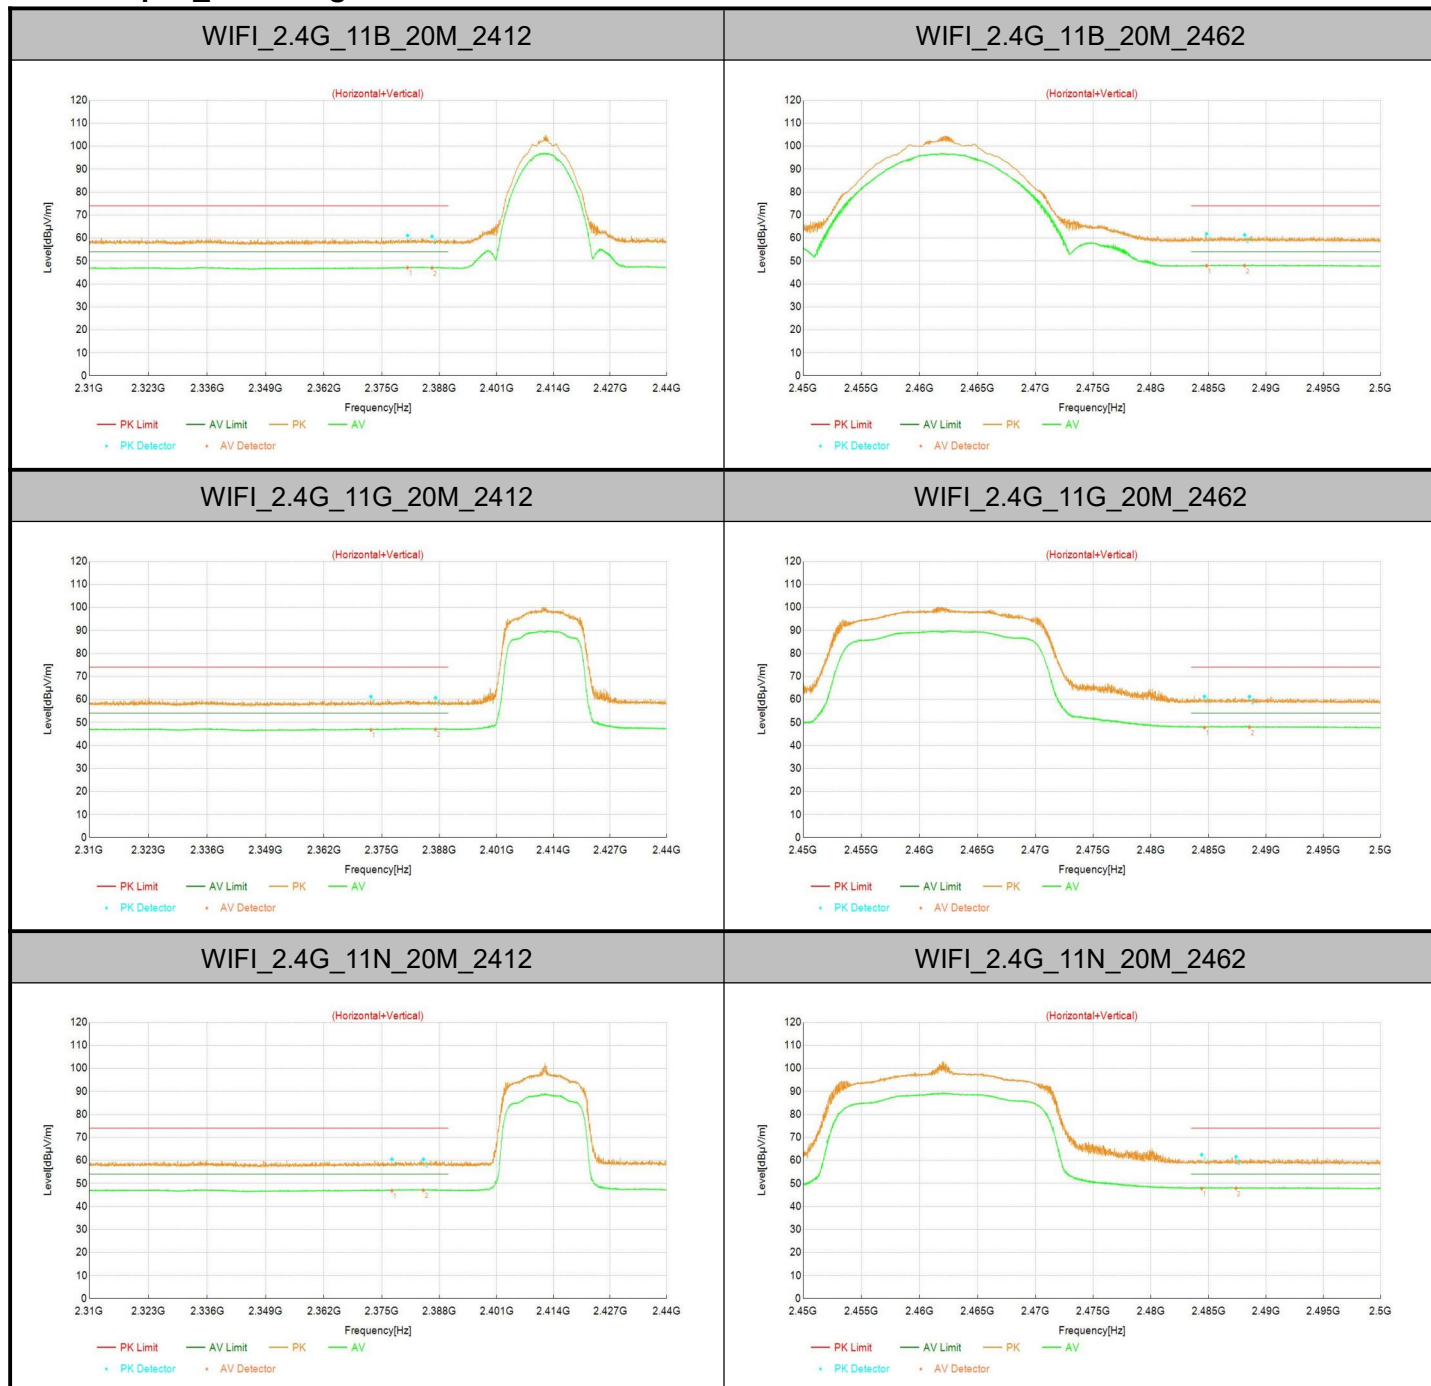 WIFI_2.4G_11B_20M_2412
WIFI_2.4G_11B_20M_2462
(Horizontal+Vertical)
120
110
100
90
80
70
60
50
40
30
20
10
0
Level[dBμV/m]
2.31G 2.323G 2.336G 2.349G 2.362G 2.375G 2.388G 2.401G 2.414G 2.427G 2.44G
Frequency[Hz]
PK Limit AV Limit PK AV
PK Detector AV Detector
1 2
(Horizontal+Vertical)
120
110
100
90
80
70
60
50
40
30
20
10
0
Level[dBμV/m]
2.45G 2.455G 2.46G 2.465G 2.47G 2.475G 2.48G 2.485G 2.49G 2.495G 2.5G
Frequency[Hz]
PK Limit AV Limit PK AV
PK Detector AV Detector
1 2
WIFI_2.4G_11G_20M_2412
WIFI_2.4G_11G_20M_2462
(Horizontal+Vertical)
120
110
100
90
80
70
60
50
40
30
20
10
0
Level[dBμV/m]
2.31G 2.323G 2.336G 2.349G 2.362G 2.375G 2.388G 2.401G 2.414G 2.427G 2.44G
Frequency[Hz]
PK Limit AV Limit PK AV
PK Detector AV Detector
1 2
(Horizontal+Vertical)
120
110
100
90
80
70
60
50
40
30
20
10
0
Level[dBμV/m]
2.45G 2.455G 2.46G 2.465G 2.47G 2.475G 2.48G 2.485G 2.49G 2.495G 2.5G
Frequency[Hz]
PK Limit AV Limit PK AV
PK Detector AV Detector
1 2
WIFI_2.4G_11N_20M_2412
WIFI_2.4G_11N_20M_2462
(Horizontal+Vertical)
120
110
100
90
80
70
60
50
40
30
20
10
0
Level[dBμV/m]
2.31G 2.323G 2.336G 2.349G 2.362G 2.375G 2.388G 2.401G 2.414G 2.427G 2.44G
Frequency[Hz]
PK Limit AV Limit PK AV
PK Detector AV Detector
1 2
(Horizontal+Vertical)
120
110
100
90
80
70
60
50
40
30
20
10
0
Level[dBμV/m]
2.45G 2.455G 2.46G 2.465G 2.47G 2.475G 2.48G 2.485G 2.49G 2.495G 2.5G
Frequency[Hz]
PK Limit AV Limit PK AV
PK Detector AV Detector
1 2